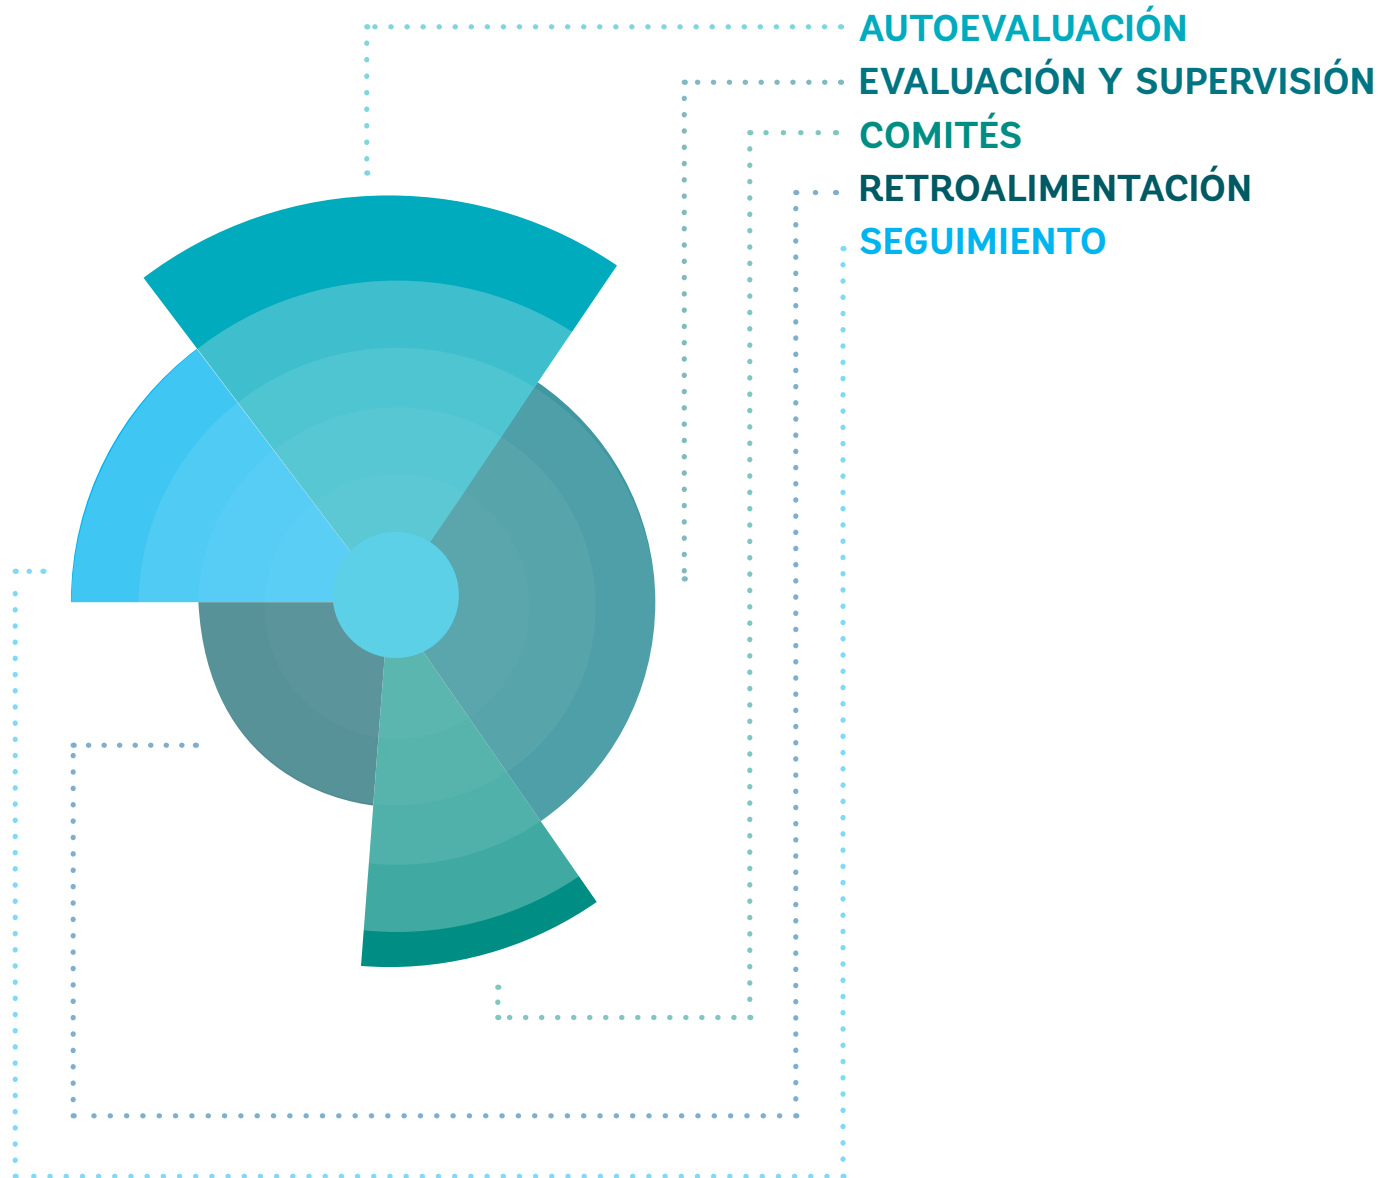 AUTOEVALUACIÓN
EVALUACIÓN Y SUPERVISIÓN
COMITÉS
RETROALIMENTACIÓN
SEGUIMIENTO